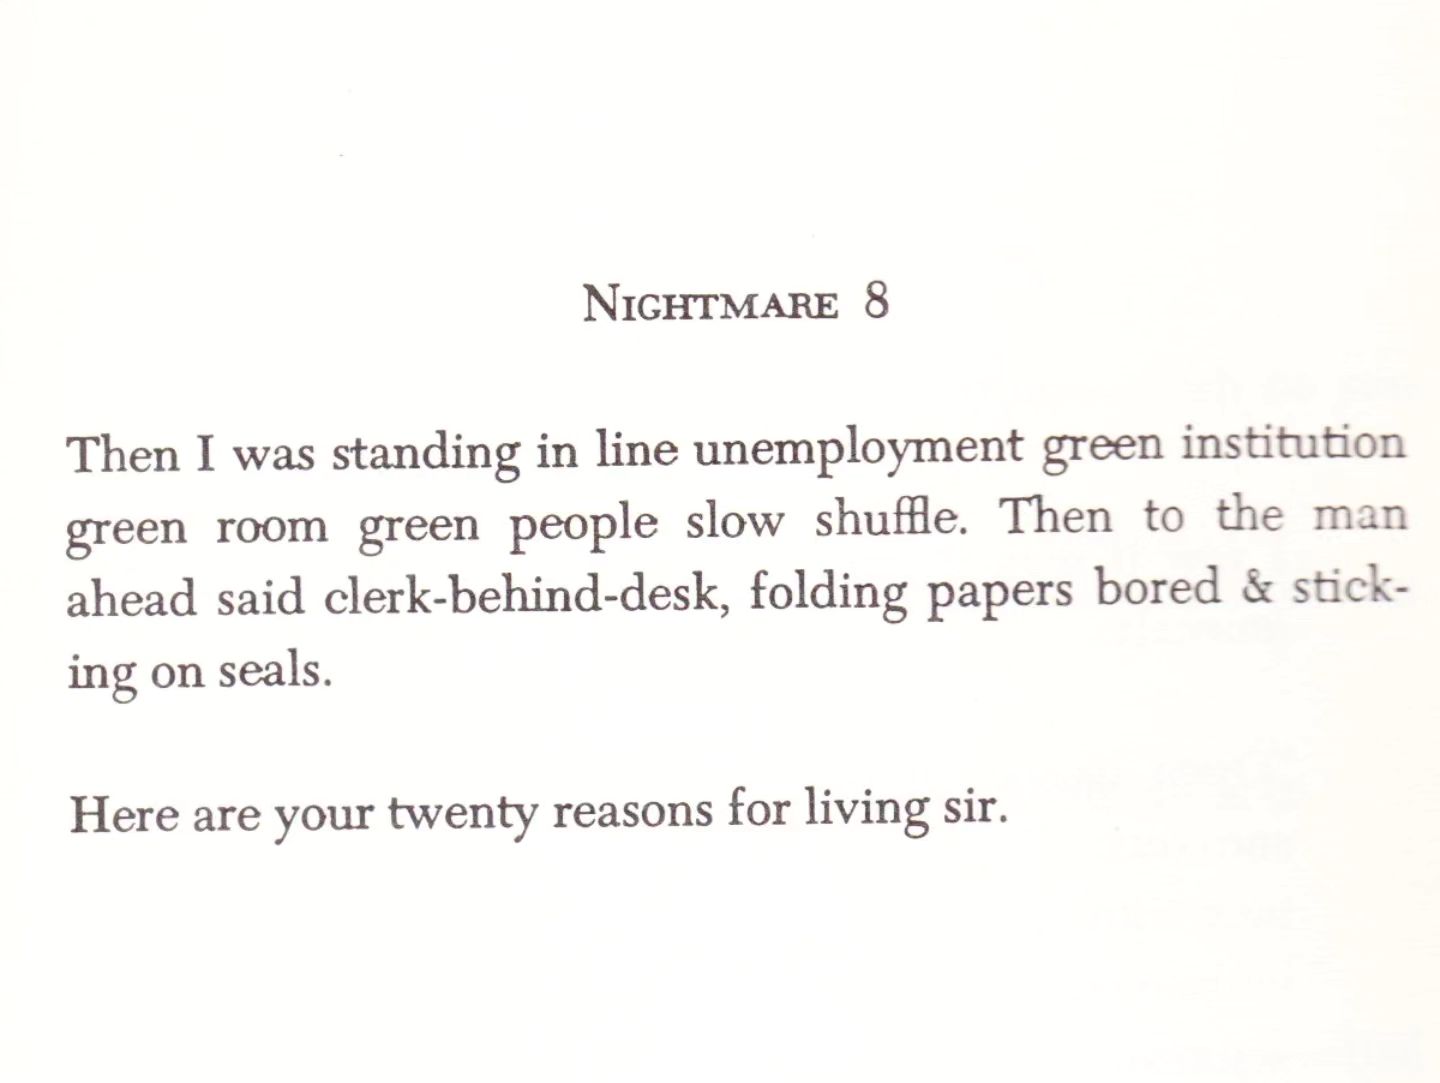 NIGHTMARE 8
Then I was standing in line unemployment green institution
green room green people slow shuffle. Then to the man
ahead said clerk-behind-desk, folding papers bored & stick-
ing on seals.
Here are your twenty reasons for living sir.